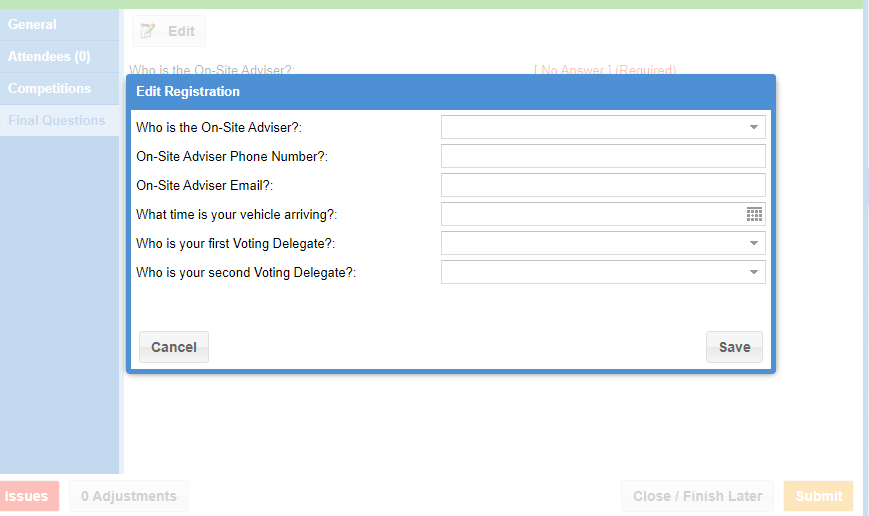 General
Attendees (0)
Competitions
Final Questions
Edit
Who is the On-Site Adviser?: [ No Answer ] (Required)
Edit Registration
Who is the On-Site Adviser?:
On-Site Adviser Phone Number?:
On-Site Adviser Email?:
What time is your vehicle arriving?:
Who is your first Voting Delegate?:
Who is your second Voting Delegate?:
Cancel Save
Issues 0 Adjustments Close / Finish Later Submit